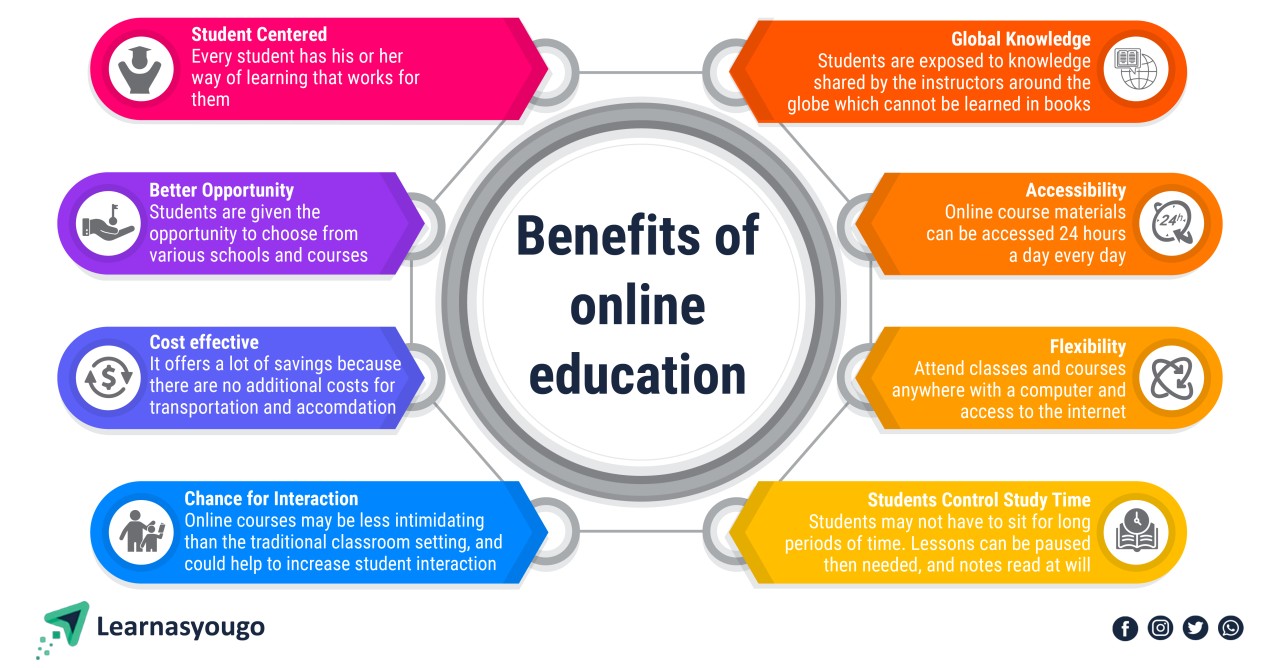 Student Centered
Every student has his or her
way of learning that works for
them
Better Opportunity
Students are given the
opportunity to choose from
various schools and courses
Cost effective
It offers a lot of savings because
there are no additional costs for
transportation and accomdation
Chance for Interaction
Online courses may be less intimidating
than the traditional classroom setting, and
could help to increase student interaction
Benefits of
online
education
Global Knowledge
Students are exposed to knowledge
shared by the instructors around the
globe which cannot be learned in books
Accessibility
Online course materials
can be accessed 24 hours
a day every day
24h.
Flexibility
Attend classes and courses
anywhere with a computer and
access to the internet
Students Control Study Time
Students may not have to sit for long
periods of time. Lessons can be paused
then needed, and notes read at will
Learnasyougo